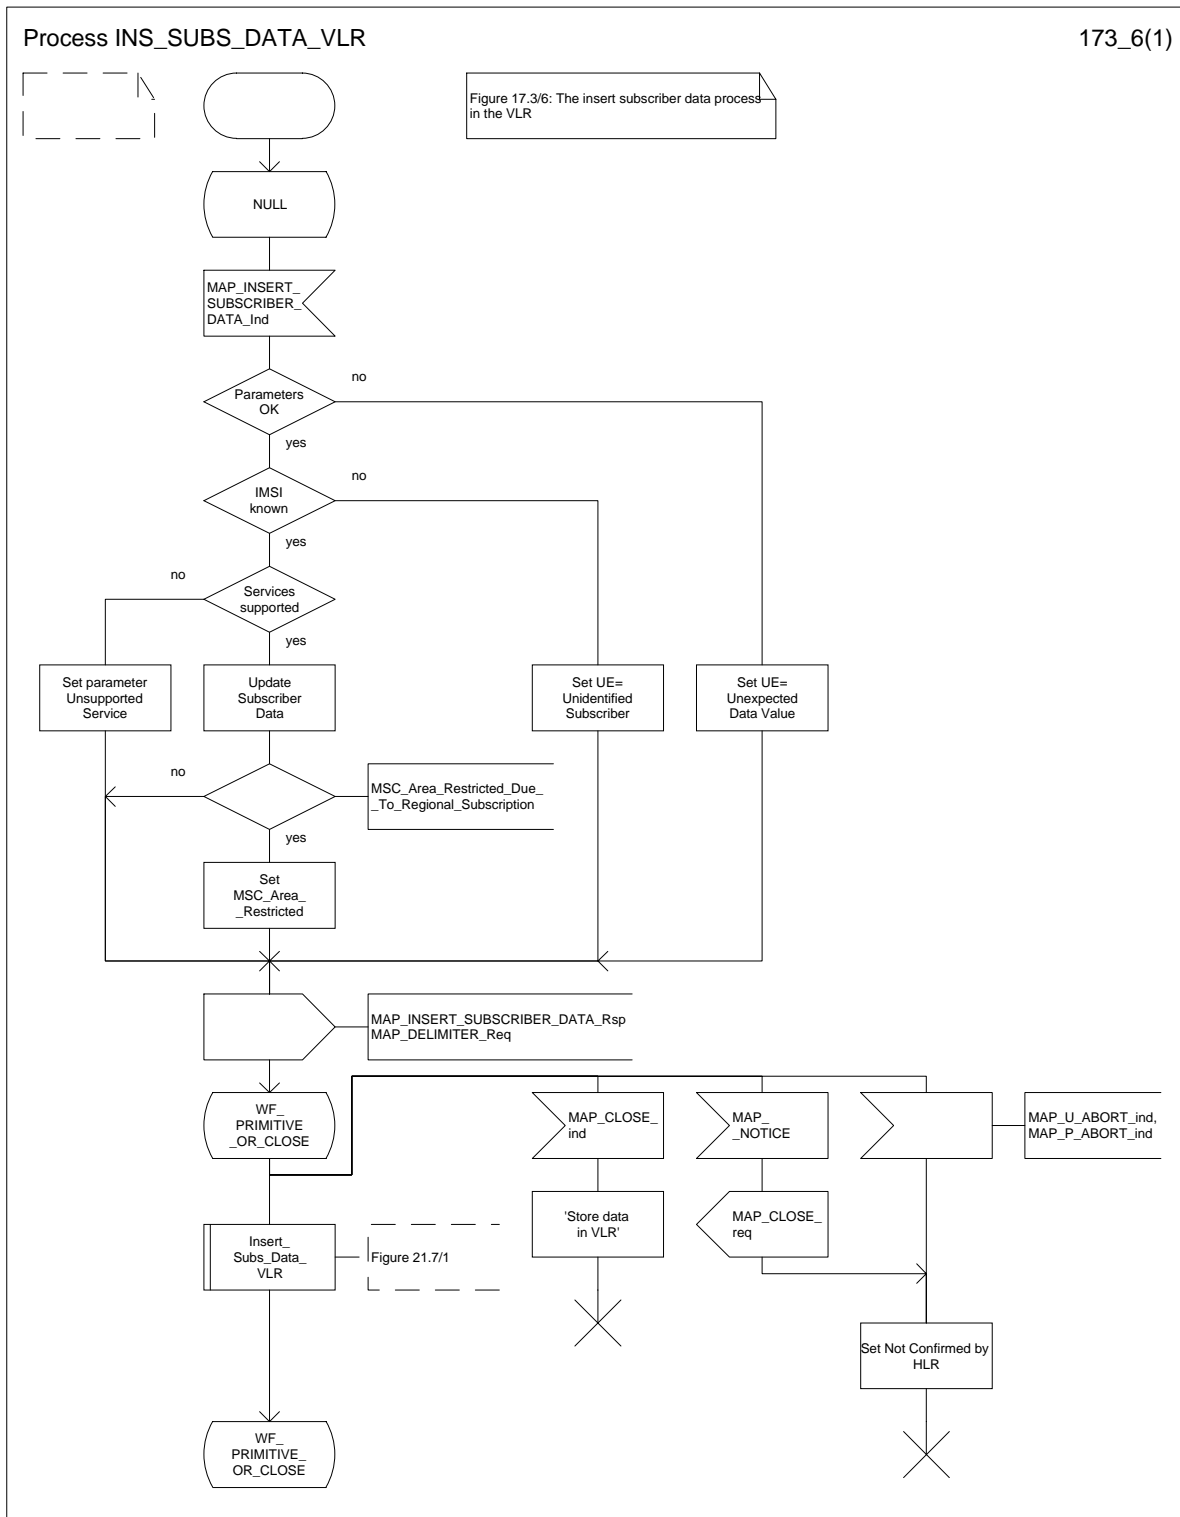 Process INS_SUBS_DATA_VLR
173_6(1)
Figure 17.3/6: The insert subscriber data process
in the VLR
NULL
MAP_INSERT_
SUBSCRIBER_
DATA_Ind
Parameters
OK
no
yes
IMSI
known
no
yes
Services
supported
no
yes
Set parameter
Unsupported
Service
Update
Subscriber
Data
Set UE=
Unidentified
Subscriber
Set UE=
Unexpected
Data Value
no
MSC_Area_Restricted_Due_
_To_Regional_Subscription
yes
Set
MSC_Area_
_Restricted
MAP_INSERT_SUBSCRIBER_DATA_Rsp
MAP_DELIMITER_Req
WF_
PRIMITIVE
_OR_CLOSE
MAP_CLOSE_
ind
MAP_
_NOTICE
MAP_U_ABORT_ind,
MAP_P_ABORT_ind
'Store data
in VLR'
MAP_CLOSE_
req
Insert_
Subs_Data_
VLR
Figure 21.7/1
Set Not Confirmed by
HLR
WF_
PRIMITIVE_
OR_CLOSE